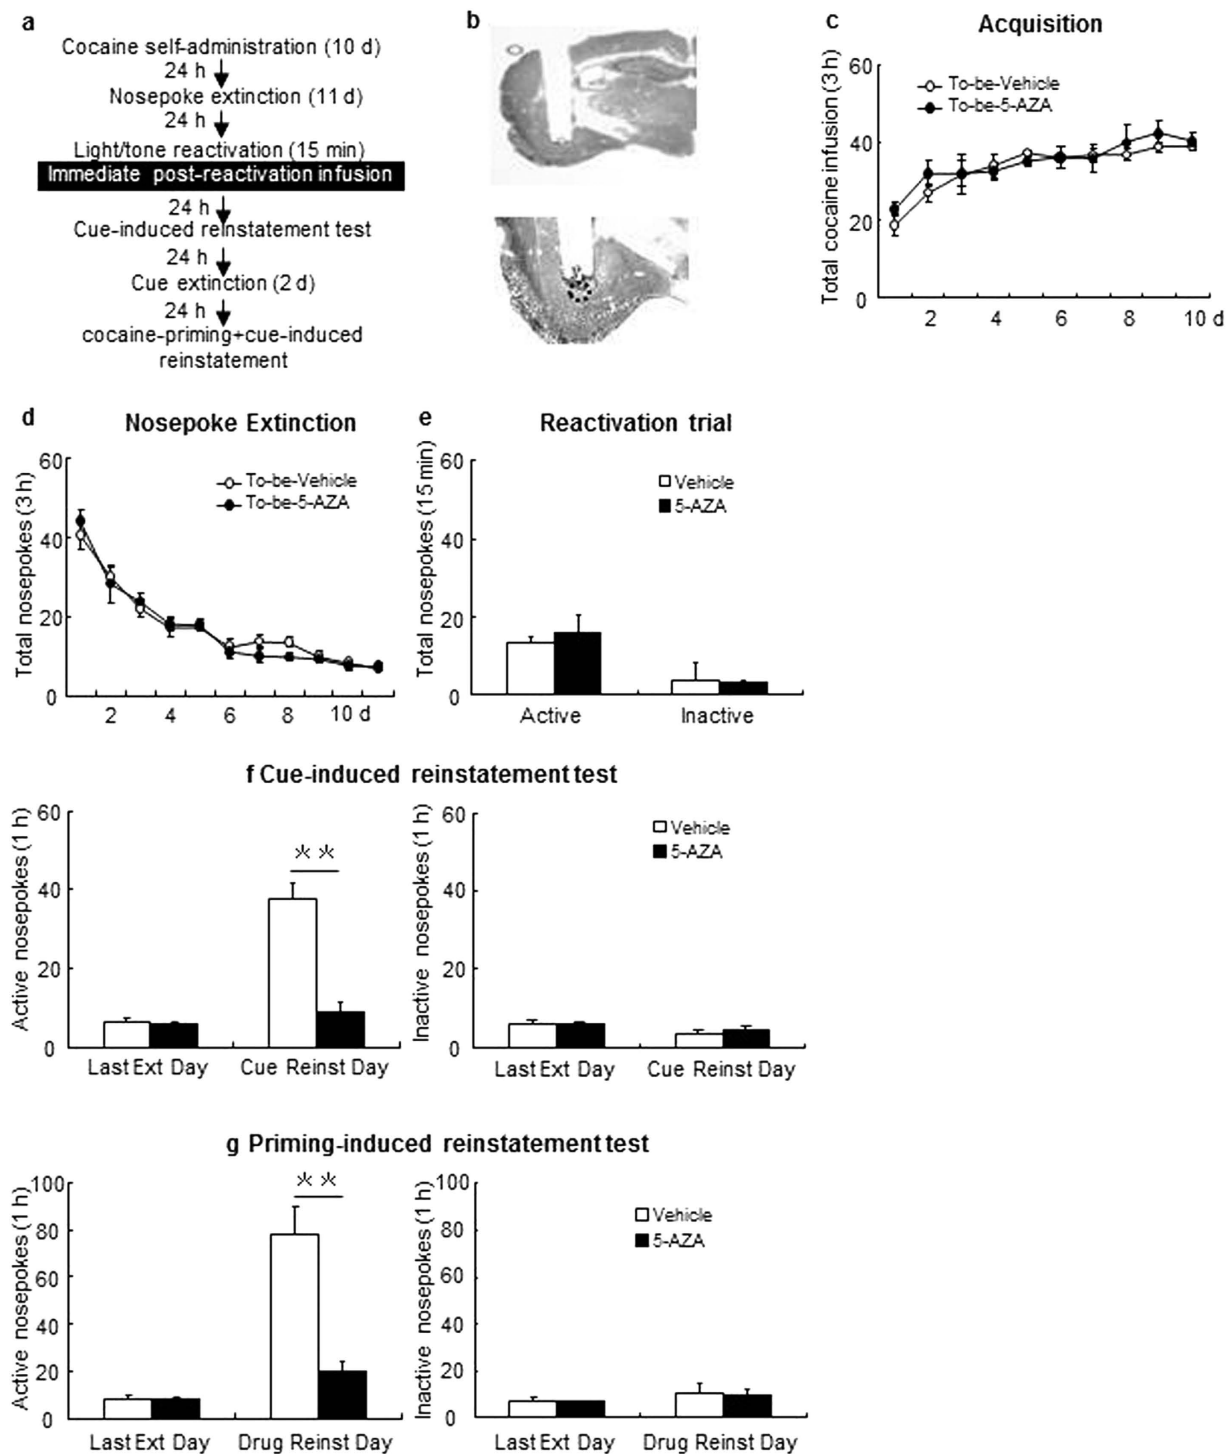 a
Cocaine self-administration (10 d)
24 h
Nosepoke extinction (11 d)
24 h
Light/tone reactivation (15 min)
Immediate post-reactivation infusion
24 h
Cue-induced reinstatement test
24 h
Cue extinction (2 d)
24 h
cocaine-priming+cue-induced
reinstatement
b
c
Acquisition
Total cocaine infusion (3 h)
60
40
20
0
To-be-Vehicle
To-be-5-AZA
2 4 6 8 10 d
d
Nosepoke Extinction
Total nosepokes (3 h)
60
40
20
0
To-be-Vehicle
To-be-5-AZA
2 4 6 8 10 d
e
Reactivation trial
Total nosepokes (15 min)
60
40
20
0
Vehicle
5-AZA
Active Inactive
f Cue-induced reinstatement test
Active nosepokes (1 h)
60
40
20
0
**
Last Ext Day Cue Reinst Day
Inactive nosepokes (1 h)
60
40
20
0
Vehicle
5-AZA
Last Ext Day Cue Reinst Day
g Priming-induced reinstatement test
Active nosepokes (1 h)
100
80
60
40
20
0
**
Last Ext Day Drug Reinst Day
Inactive nosepokes (1 h)
100
80
60
40
20
0
Vehicle
5-AZA
Last Ext Day Drug Reinst Day